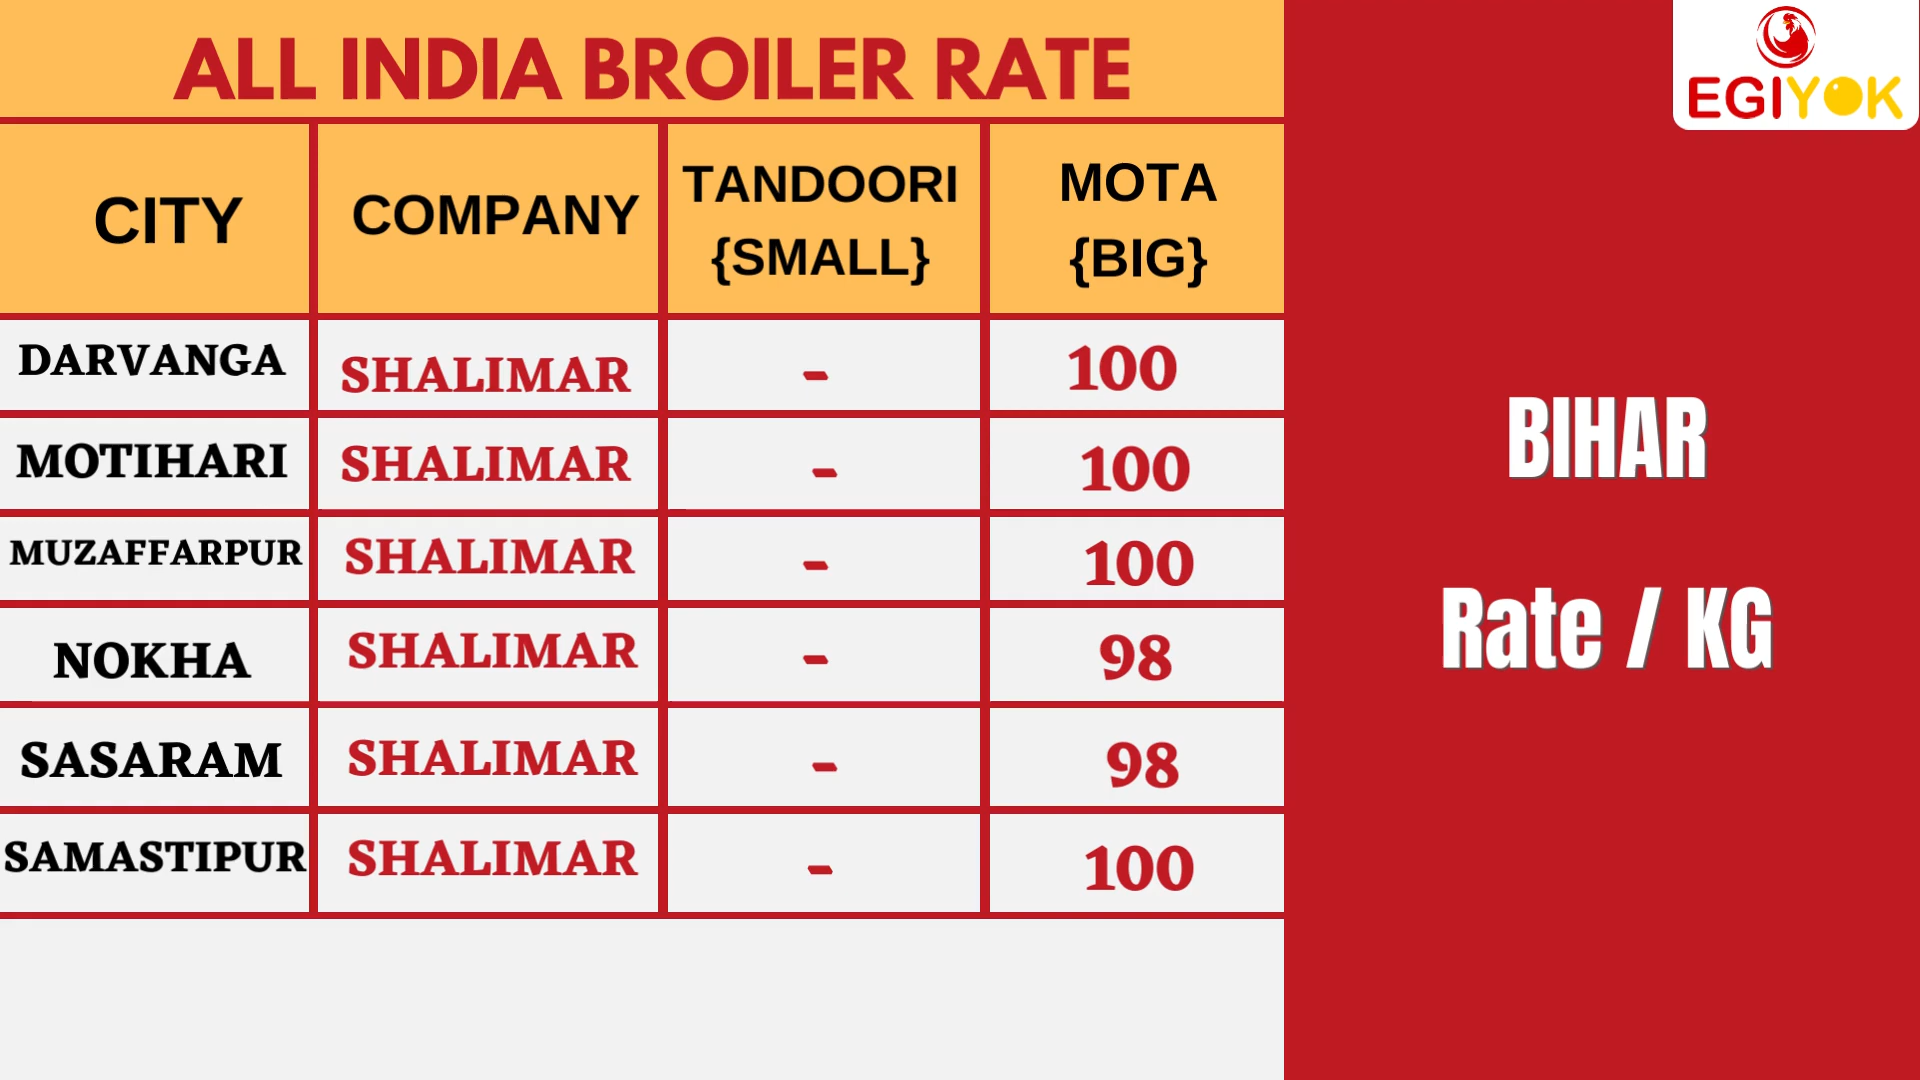 ALL INDIA BROILER RATE
EGIYOK
CITY COMPANY TANDOORI {SMALL} MOTA {BIG}
DARVANGA SHALIMAR - 100
MOTIHARI SHALIMAR - 100
MUZAFFARPUR SHALIMAR - 100
NOKHA SHALIMAR - 98
SASARAM SHALIMAR - 98
SAMASTIPUR SHALIMAR - 100
BIHAR
Rate / KG